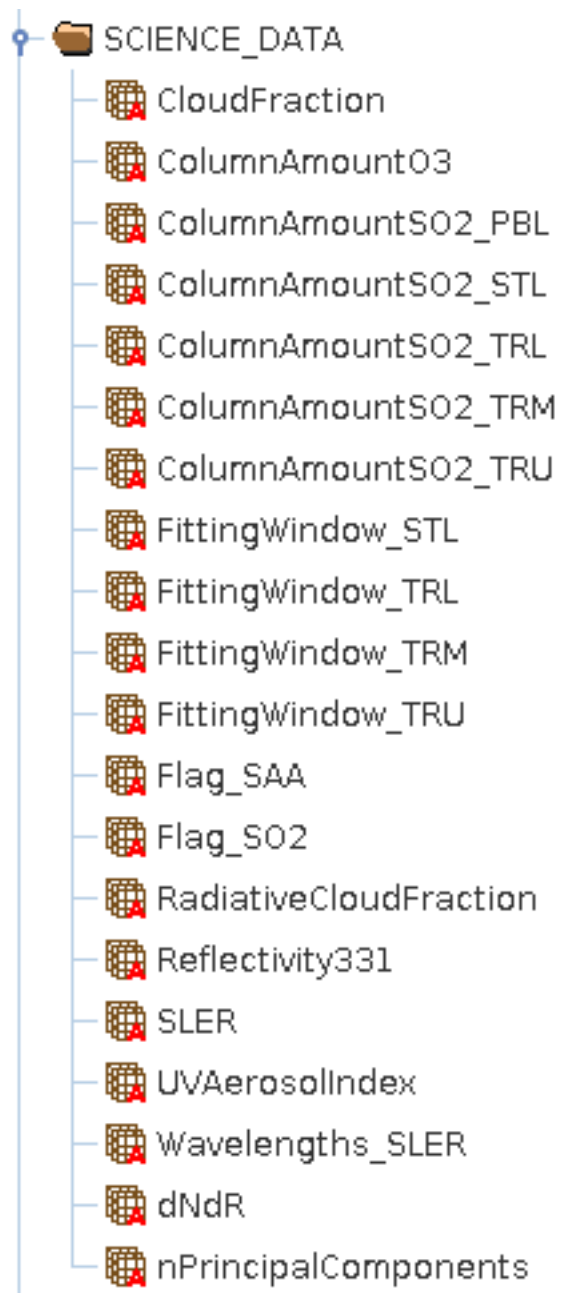 SCIENCE_DATA
CloudFraction
ColumnAmountO3
ColumnAmountSO2_PBL
ColumnAmountSO2_STL
ColumnAmountSO2_TRL
ColumnAmountSO2_TRM
ColumnAmountSO2_TRU
FittingWindow_STL
FittingWindow_TRL
FittingWindow_TRM
FittingWindow_TRU
Flag_SAA
Flag_SO2
RadiativeCloudFraction
Reflectivity331
SLER
UVAerosolIndex
Wavelengths_SLER
dNdR
nPrincipalComponents